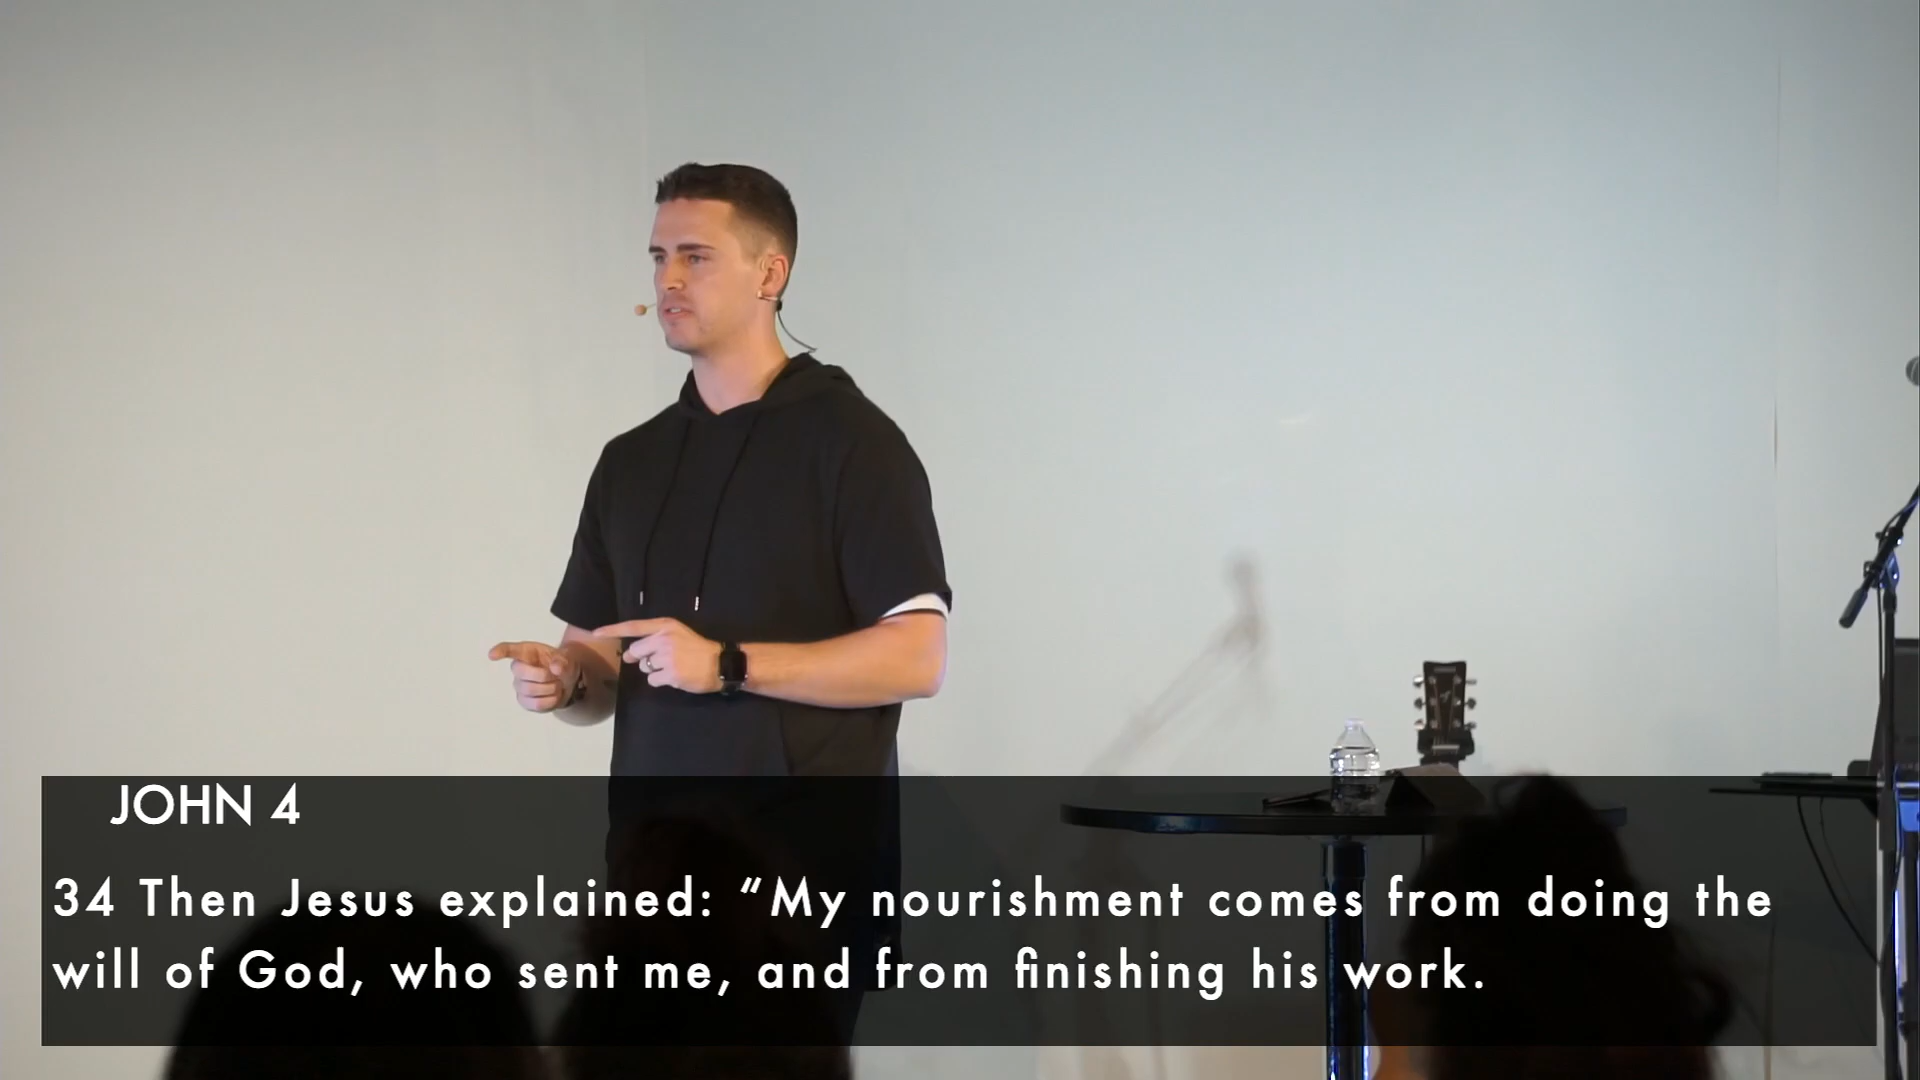 JOHN 4
34 Then Jesus explained: “My nourishment comes from doing the
will of God, who sent me, and from finishing his work.